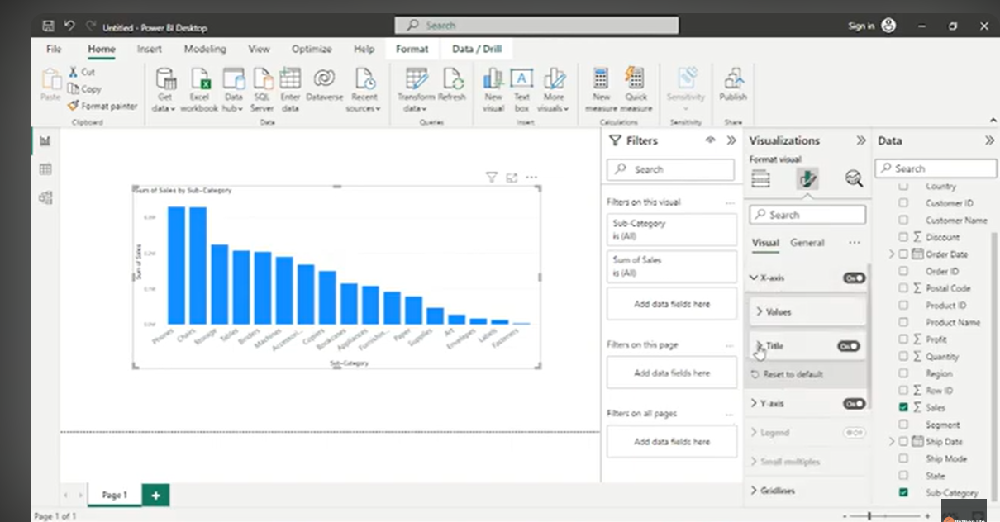 Untitled - Power BI Desktop
Search
Sign in
File Home Insert Modeling View Optimize Help Format Data / Drill
Paste
Cut
Copy
Format painter
Clipboard
Get data
Excel workbook
Data hub
SQL Server
Enter data
Dataverse
Recent sources
Data
Transform data
Refresh
Queries
New visual
Text box
More visuals
Insert
New measure
Quick measure
Calculations
Sensitivity
Sensitivity
Publish
Share
Sum of Sales by Sub-Category
Sum of Sales
0.2M
0.1M
0.0M
Phones
Chairs
Storage
Tables
Binders
Machines
Accessori...
Copiers
Bookcases
Appliances
Furnishin...
Paper
Supplies
Art
Envelopes
Labels
Fasteners
Sub-Category
Filters
Search
Filters on this visual
Sub-Category
is (All)
Sum of Sales
is (All)
Add data fields here
Filters on this page
Add data fields here
Filters on all pages
Add data fields here
Visualizations
Format visual
Search
Visual General
X-axis On
Values
Title On
Reset to default
Y-axis On
Legend Off
Small multiples
Gridlines
Data
Search
Country
Customer ID
Customer Name
Discount
Order Date
Order ID
Postal Code
Product ID
Product Name
Profit
Quantity
Region
Row ID
Sales
Segment
Ship Date
Ship Mode
State
Sub-Category
Page 1
Page 1 of 1